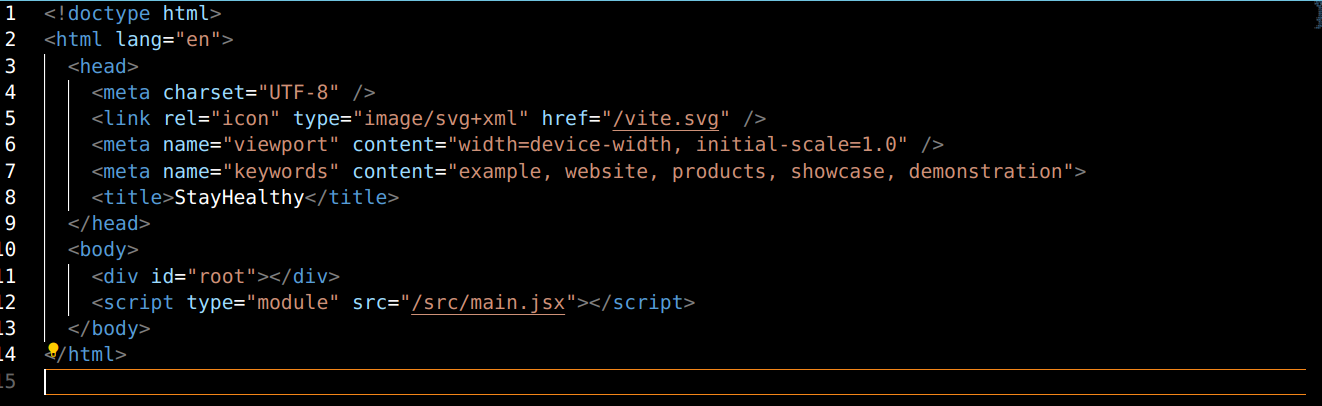 1 <!doctype html>
2 <html lang="en">
3   <head>
4     <meta charset="UTF-8" />
5     <link rel="icon" type="image/svg+xml" href="/vite.svg" />
6     <meta name="viewport" content="width=device-width, initial-scale=1.0" />
7     <meta name="keywords" content="example, website, products, showcase, demonstration">
8     <title>StayHealthy</title>
9   </head>
10   <body>
11     <div id="root"></div>
12     <script type="module" src="/src/main.jsx"></script>
13   </body>
14 </html>
15